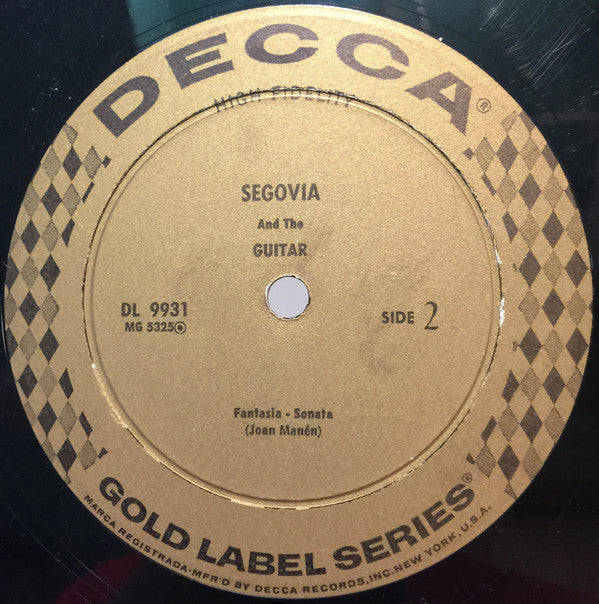 DECCA®
HIGH FIDELITY
SEGOVIA
And The
GUITAR
DL 9931
MG 5325
SIDE 2
Fantasia - Sonata
(Joan Manén)
GOLD LABEL SERIES®
MARCA REGISTRADA·MFR'D BY DECCA RECORDS, INC. NEW YORK, U.S.A.